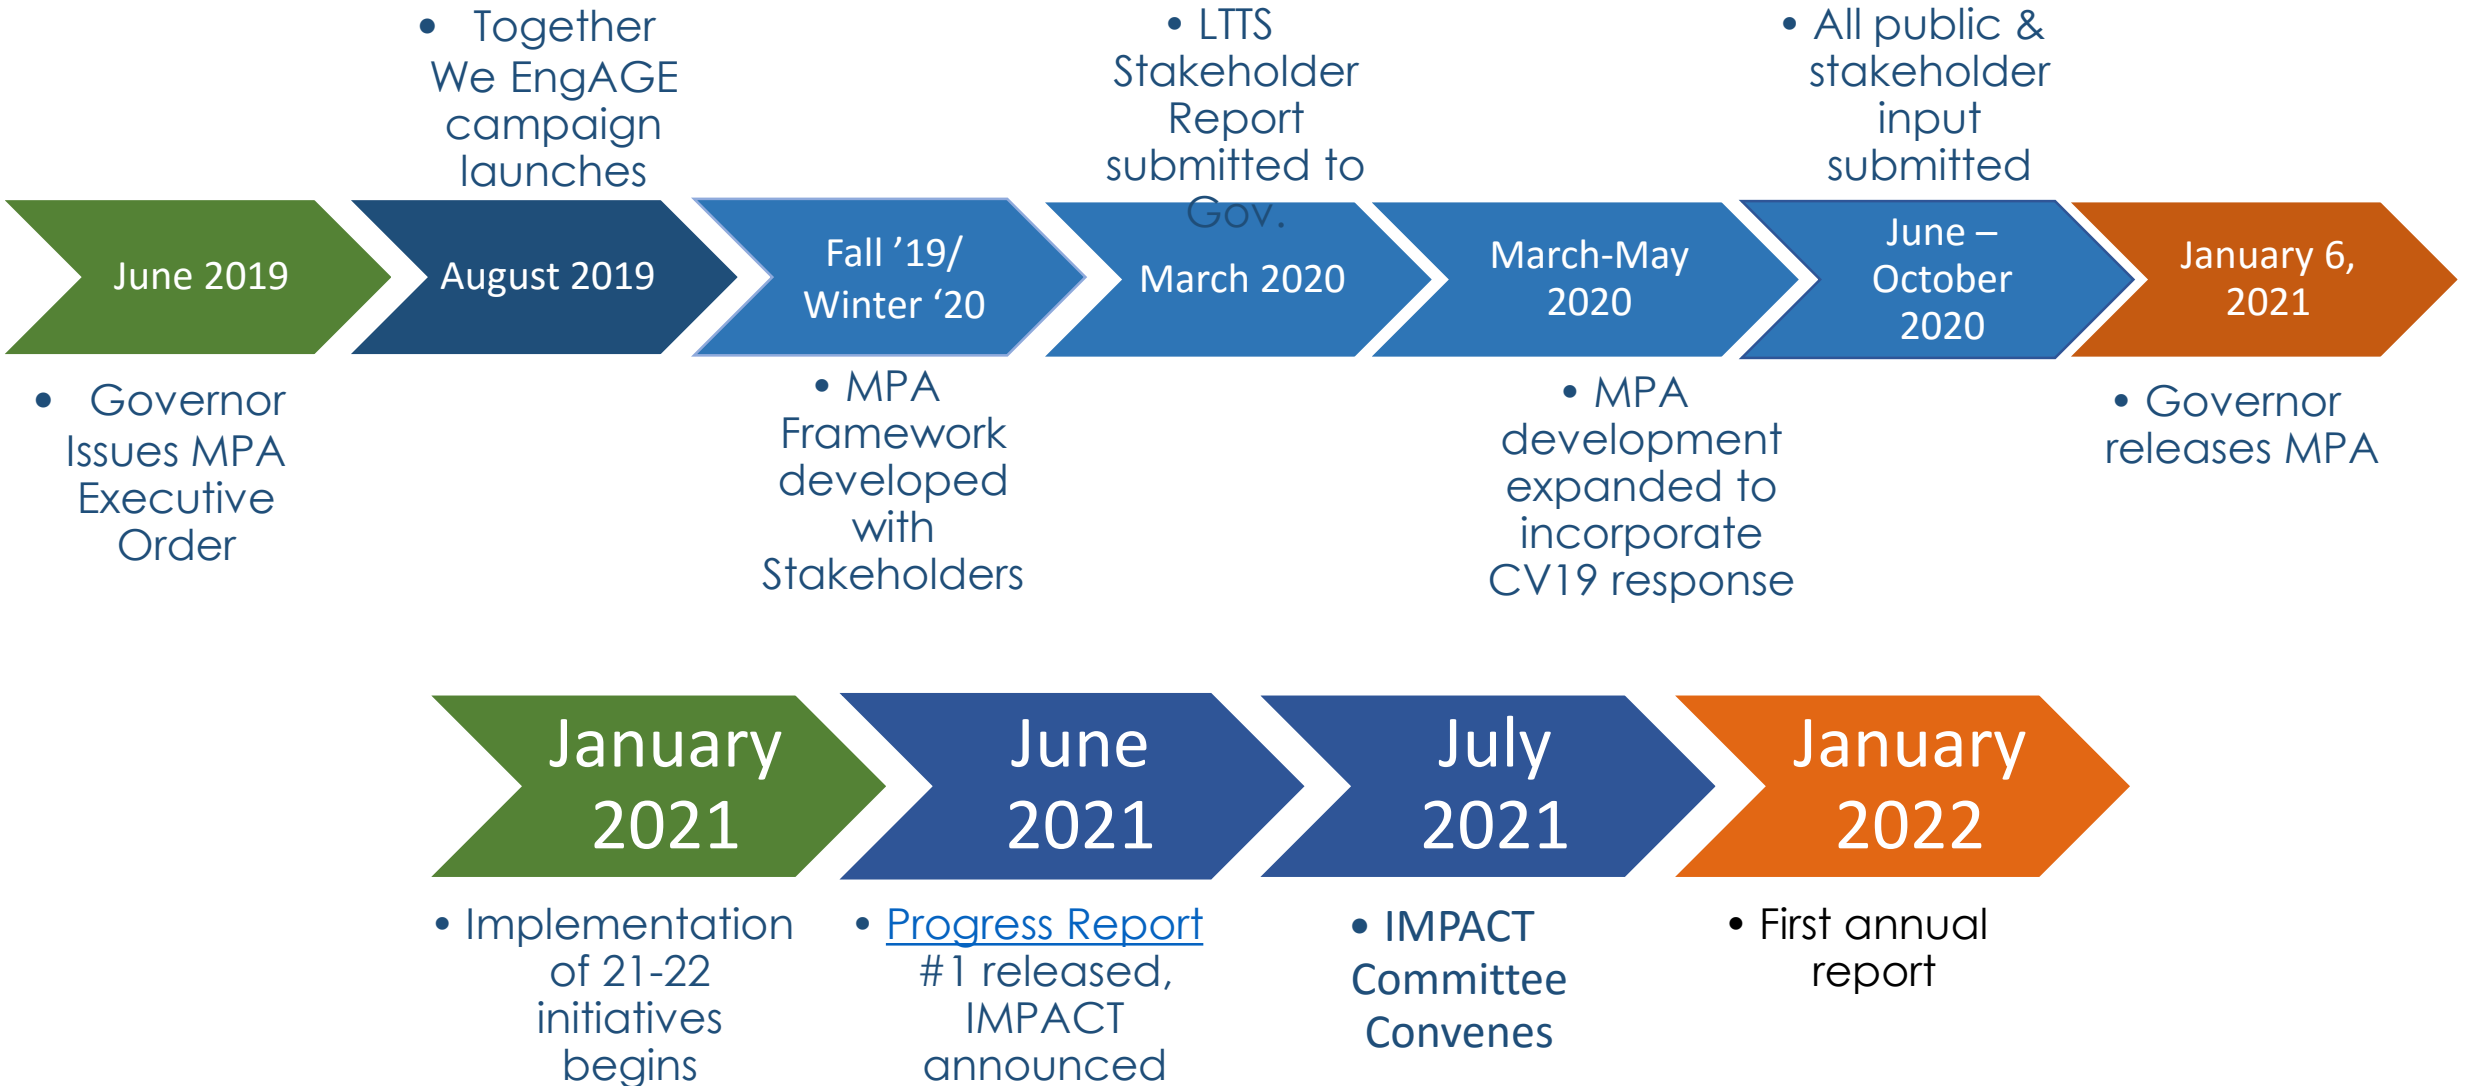 • Together
We EngAGE
campaign
launches
• LTTS
Stakeholder
Report
submitted to
Gov.
• All public &
stakeholder
input
submitted
June 2019
August 2019
Fall ’19/
Winter ‘20
March 2020
March-May
2020
June –
October
2020
January 6,
2021
• Governor
Issues MPA
Executive
Order
• MPA
Framework
developed
with
Stakeholders
• MPA
development
expanded to
incorporate
CV19 response
• Governor
releases MPA
January
2021
June
2021
July
2021
January
2022
• Implementation
of 21-22
initiatives
begins
• Progress Report
#1 released,
IMPACT
announced
• IMPACT
Committee
Convenes
• First annual
report